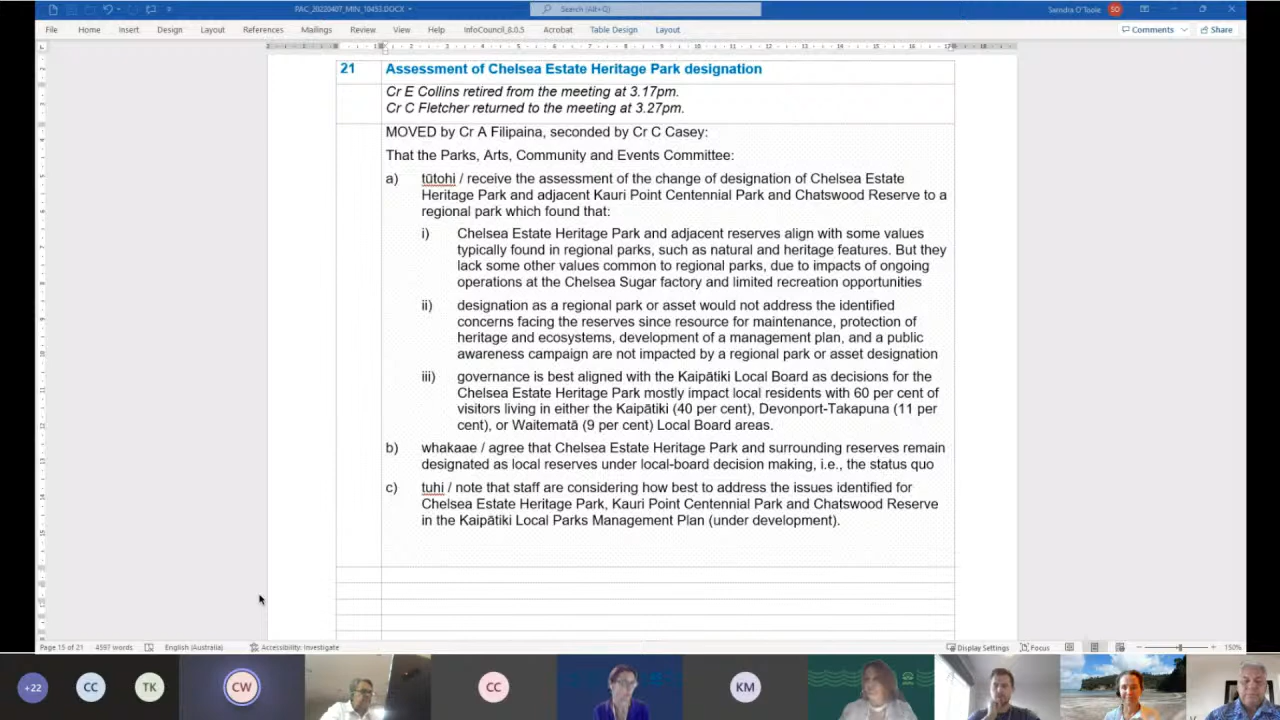 PAC_20220407_MIN_10453.DOCX
Search (Alt+Q)
Sandra O'Toole
SO
File Home Insert Design Layout References Mailings Review View Help InfoCouncil_8.0.5 Acrobat Table Design Layout
Comments Share
21 Assessment of Chelsea Estate Heritage Park designation
Cr E Collins retired from the meeting at 3.17pm.
Cr C Fletcher returned to the meeting at 3.27pm.
MOVED by Cr A Filipaina, seconded by Cr C Casey:
That the Parks, Arts, Community and Events Committee:
a) tūtohi / receive the assessment of the change of designation of Chelsea Estate
Heritage Park and adjacent Kauri Point Centennial Park and Chatswood Reserve to a
regional park which found that:
i) Chelsea Estate Heritage Park and adjacent reserves align with some values
typically found in regional parks, such as natural and heritage features. But they
lack some other values common to regional parks, due to impacts of ongoing
operations at the Chelsea Sugar factory and limited recreation opportunities
ii) designation as a regional park or asset would not address the identified
concerns facing the reserves since resource for maintenance, protection of
heritage and ecosystems, development of a management plan, and a public
awareness campaign are not impacted by a regional park or asset designation
iii) governance is best aligned with the Kaipātiki Local Board as decisions for the
Chelsea Estate Heritage Park mostly impact local residents with 60 per cent of
visitors living in either the Kaipātiki (40 per cent), Devonport-Takapuna (11 per
cent), or Waitematā (9 per cent) Local Board areas.
b) whakaae / agree that Chelsea Estate Heritage Park and surrounding reserves remain
designated as local reserves under local-board decision making, i.e., the status quo
c) tuhi / note that staff are considering how best to address the issues identified for
Chelsea Estate Heritage Park, Kauri Point Centennial Park and Chatswood Reserve
in the Kaipātiki Local Parks Management Plan (under development).
Page 15 of 21 4597 words English (Australia) Accessibility: Investigate
Display Settings Focus 150%
+22 CC TK CW CC KM